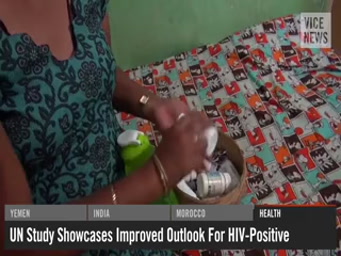 VICE
NEWS
YEMEN INDIA MOROCCO HEALTH
UN Study Showcases Improved Outlook For HIV-Positive